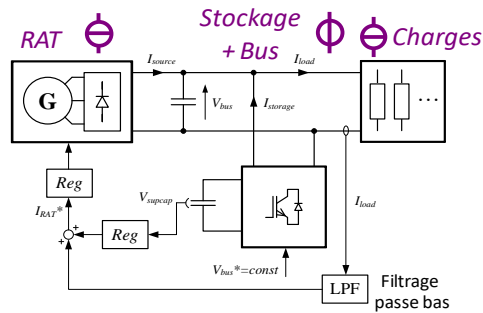 RAT
Stockage
+ Bus
Charges
I_source
I_load
G
V_bus
I_storage
...
Reg
V_supcap
I_load
I_RAT*
Reg
+
+
V_bus*=const
LPF
Filtrage
passe bas